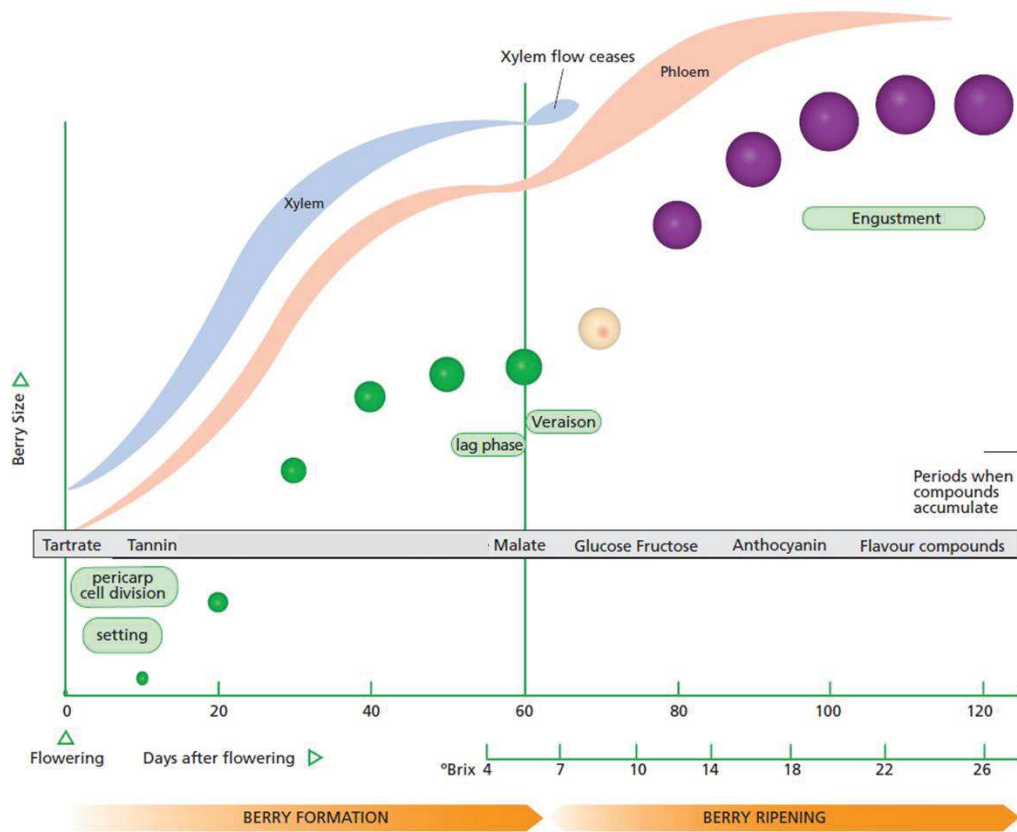 Xylem flow ceases
Phloem
Xylem
Engustment
Veraison
lag phase
Berry Size
Periods when
compounds
accumulate
Tartrate Tannin Malate Glucose Fructose Anthocyanin Flavour compounds
pericarp
cell division
setting
0 20 40 60 80 100 120
Flowering Days after flowering
ºBrix 4 7 10 14 18 22 26
BERRY FORMATION BERRY RIPENING